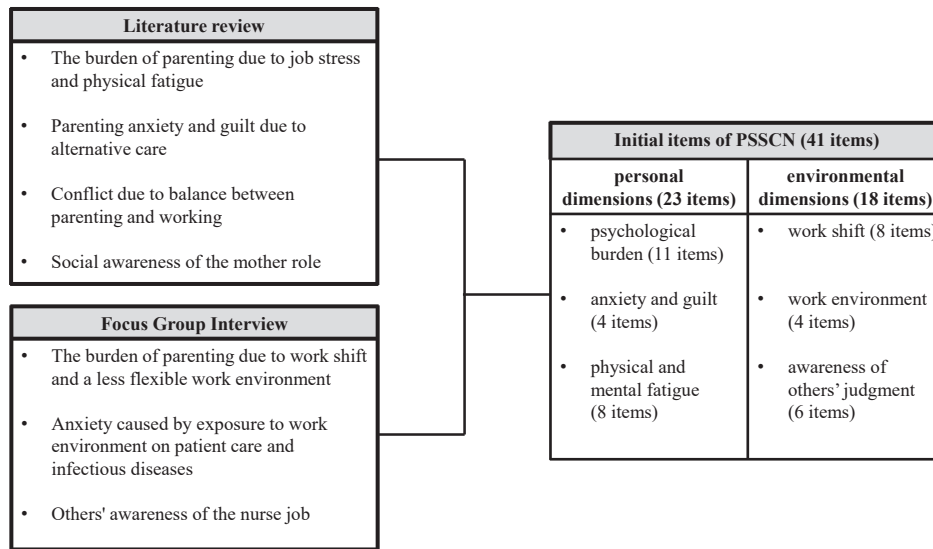 Literature review
• The burden of parenting due to job stress
and physical fatigue
• Parenting anxiety and guilt due to
alternative care
• Conflict due to balance between
parenting and working
• Social awareness of the mother role
Focus Group Interview
• The burden of parenting due to work shift
and a less flexible work environment
• Anxiety caused by exposure to work
environment on patient care and
infectious diseases
• Others' awareness of the nurse job
Initial items of PSSCN (41 items)
personal
dimensions (23 items)
• psychological
burden (11 items)
• anxiety and guilt
(4 items)
• physical and
mental fatigue
(8 items)
environmental
dimensions (18 items)
• work shift (8 items)
• work environment
(4 items)
• awareness of
others’ judgment
(6 items)